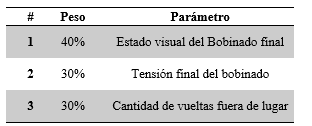 # Peso Parámetro
1 40% Estado visual del Bobinado final
2 30% Tensión final del bobinado
3 30% Cantidad de vueltas fuera de lugar